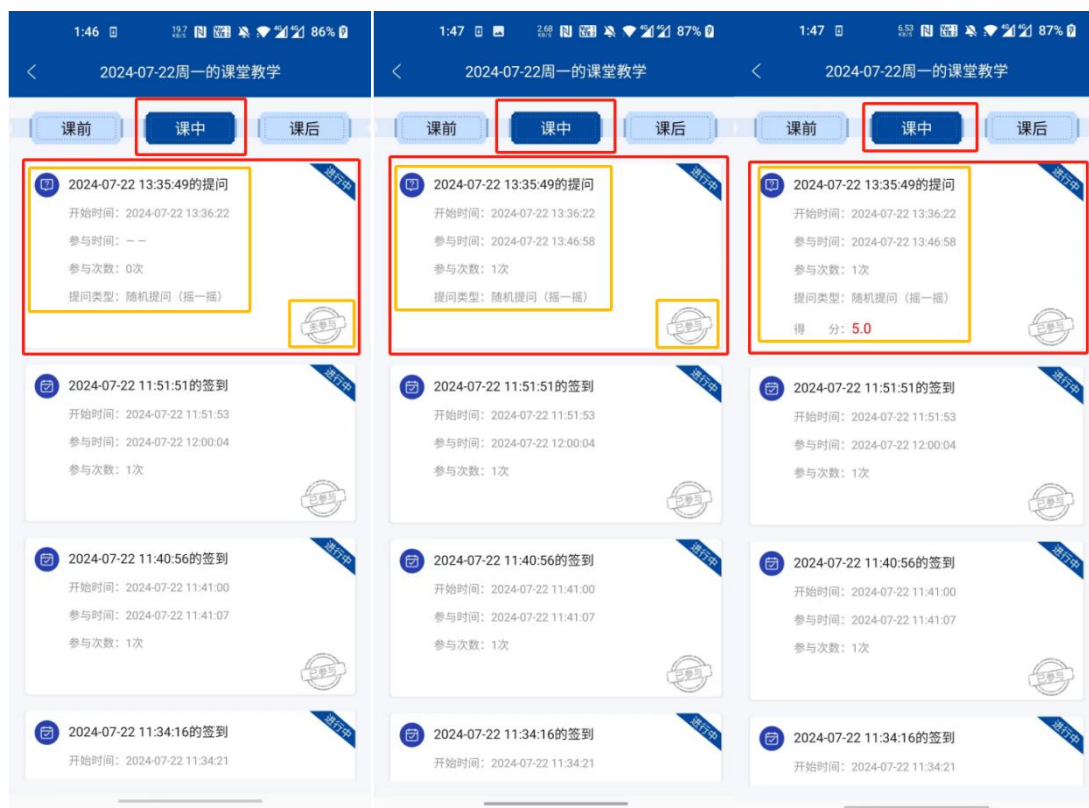 1:46 19.7 KB/S 86%
2024-07-22周一的课堂教学
课前 课中 课后
进行中
2024-07-22 13:35:49的提问
开始时间：2024-07-22 13:36:22
参与时间：– –
参与次数：0次
提问类型：随机提问（摇一摇）
未参与
进行中
2024-07-22 11:51:51的签到
开始时间：2024-07-22 11:51:53
参与时间：2024-07-22 12:00:04
参与次数：1次
已参与
进行中
2024-07-22 11:40:56的签到
开始时间：2024-07-22 11:41:00
参与时间：2024-07-22 11:41:07
参与次数：1次
已参与
进行中
2024-07-22 11:34:16的签到
开始时间：2024-07-22 11:34:21
1:47 2.68 KB/S 87%
2024-07-22周一的课堂教学
课前 课中 课后
进行中
2024-07-22 13:35:49的提问
开始时间：2024-07-22 13:36:22
参与时间：2024-07-22 13:46:58
参与次数：1次
提问类型：随机提问（摇一摇）
已参与
进行中
2024-07-22 11:51:51的签到
开始时间：2024-07-22 11:51:53
参与时间：2024-07-22 12:00:04
参与次数：1次
已参与
进行中
2024-07-22 11:40:56的签到
开始时间：2024-07-22 11:41:00
参与时间：2024-07-22 11:41:07
参与次数：1次
已参与
进行中
2024-07-22 11:34:16的签到
开始时间：2024-07-22 11:34:21
1:47 6.53 KB/S 87%
2024-07-22周一的课堂教学
课前 课中 课后
进行中
2024-07-22 13:35:49的提问
开始时间：2024-07-22 13:36:22
参与时间：2024-07-22 13:46:58
参与次数：1次
提问类型：随机提问（摇一摇）
得 分：5.0
已参与
进行中
2024-07-22 11:51:51的签到
开始时间：2024-07-22 11:51:53
参与时间：2024-07-22 12:00:04
参与次数：1次
已参与
进行中
2024-07-22 11:40:56的签到
开始时间：2024-07-22 11:41:00
参与时间：2024-07-22 11:41:07
参与次数：1次
已参与
进行中
2024-07-22 11:34:16的签到
开始时间：2024-07-22 11:34:21